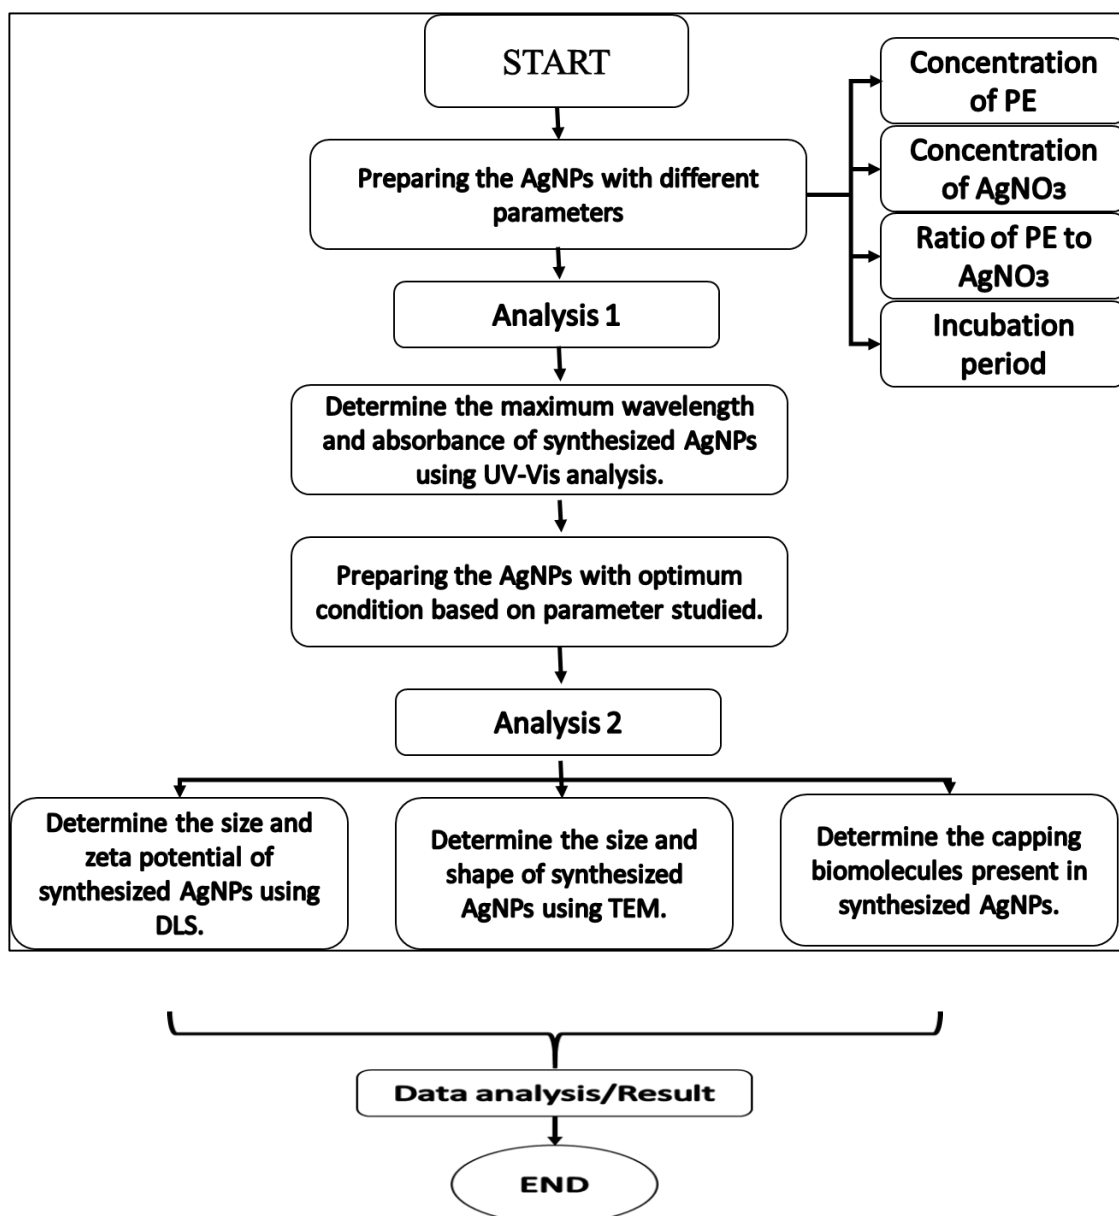 START
Concentration
of PE
Preparing the AgNPs with different
parameters
Concentration
of AgNO3
Ratio of PE to
AgNO3
Analysis 1
Incubation
period
Determine the maximum wavelength
and absorbance of synthesized AgNPs
using UV-Vis analysis.
Preparing the AgNPs with optimum
condition based on parameter studied.
Analysis 2
Determine the size and
zeta potential of
synthesized AgNPs using
DLS.
Determine the size and
shape of synthesized
AgNPs using TEM.
Determine the capping
biomolecules present in
synthesized AgNPs.
Data analysis/Result
END